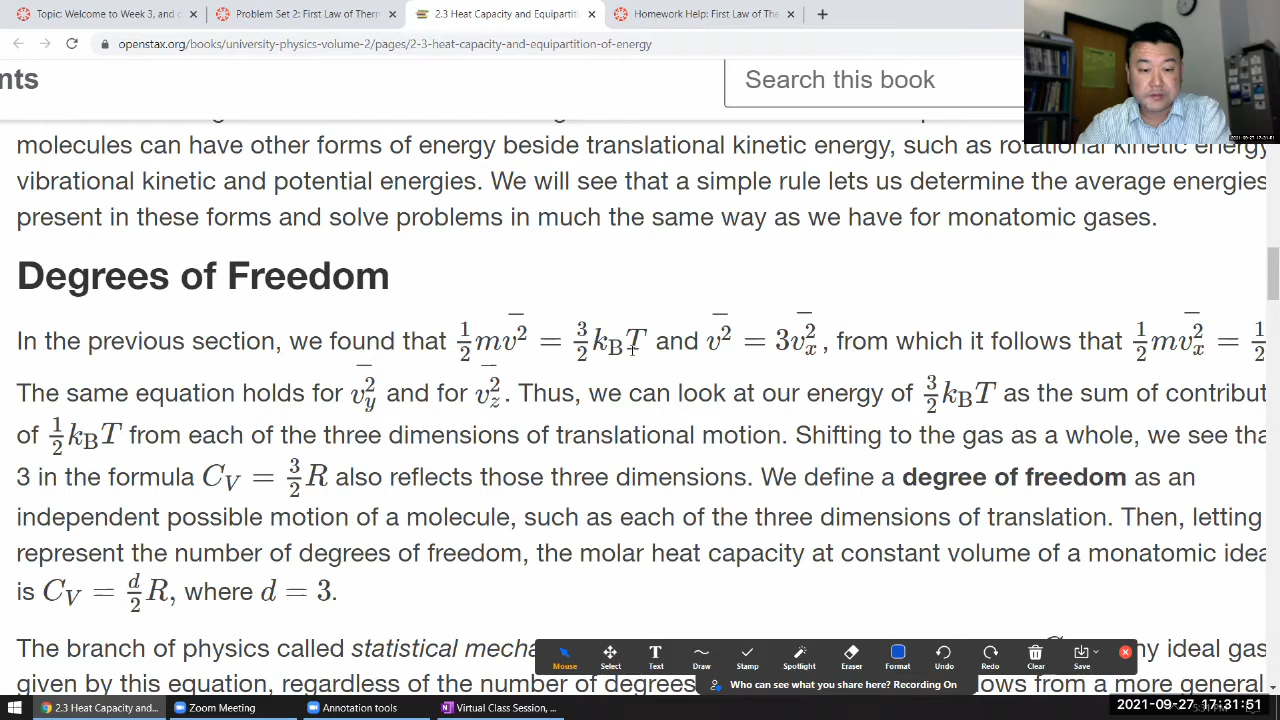 Topic: Welcome to Week 3, and c
Problem Set 2: First Law of Therm
2.3 Heat Capacity and Equipartiti
Homework Help: First Law of The
openstax.org/books/university-physics-volume pages/2-3-heat-capacity-and-equipartition-of-energy
nts
Search this book
2021-09-27 17:31:51
molecules can have other forms of energy beside translational kinetic energy, such as rotational kinetic energy
vibrational kinetic and potential energies. We will see that a simple rule lets us determine the average energies
present in these forms and solve problems in much the same way as we have for monatomic gases.
Degrees of Freedom
In the previous section, we found that ½mv̅² = 3/2 k_BT and v̅² = 3v̅ₓ², from which it follows that ½mv̅ₓ² = ½
The same equation holds for v̅_y² and for v̅_z². Thus, we can look at our energy of 3/2 k_BT as the sum of contribut
of ½k_BT from each of the three dimensions of translational motion. Shifting to the gas as a whole, we see tha
3 in the formula C_V = 3/2 R also reflects those three dimensions. We define a degree of freedom as an
independent possible motion of a molecule, such as each of the three dimensions of translation. Then, letting
represent the number of degrees of freedom, the molar heat capacity at constant volume of a monatomic idea
is C_V = d/2 R, where d = 3.
The branch of physics called statistical mecha ny ideal gas
given by this equation, regardless of the number of degrees lows from a more general
Mouse Select Text Draw Stamp Spotlight Eraser Format Undo Redo Clear Save
Who can see what you share here? Recording On
2.3 Heat Capacity and...
Zoom Meeting
Annotation tools
Virtual Class Session, ...
2021-09-27 17:31:51